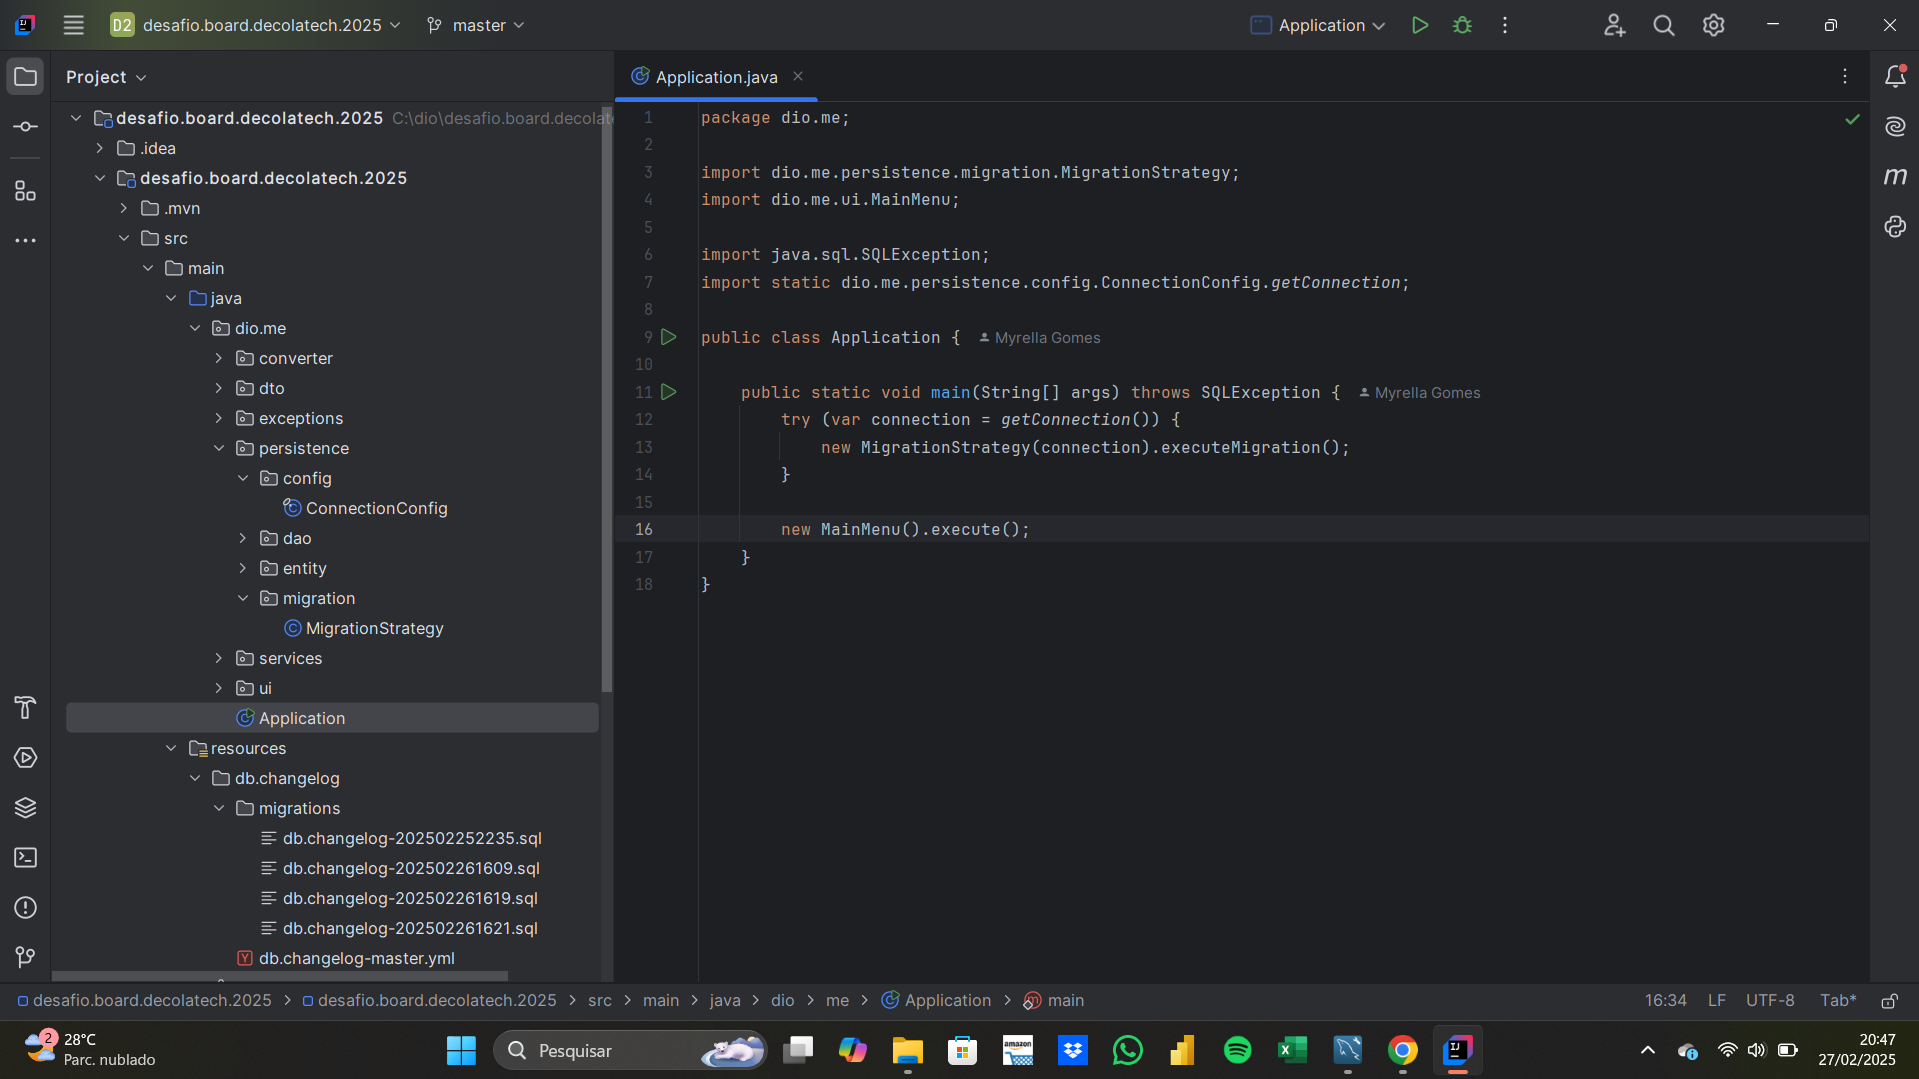 D2 desafio.board.decolatech.2025 master Application
Project
Application.java
desafio.board.decolatech.2025 C:\dio\desafio.board.decolate
.idea
desafio.board.decolatech.2025
.mvn
src
main
java
dio.me
converter
dto
exceptions
persistence
config
ConnectionConfig
dao
entity
migration
MigrationStrategy
services
ui
Application
resources
db.changelog
migrations
db.changelog-202502252235.sql
db.changelog-202502261609.sql
db.changelog-202502261619.sql
db.changelog-202502261621.sql
db.changelog-master.yml
1 package dio.me;
2
3 import dio.me.persistence.migration.MigrationStrategy;
4 import dio.me.ui.MainMenu;
5
6 import java.sql.SQLException;
7 import static dio.me.persistence.config.ConnectionConfig.getConnection;
8
9 public class Application { Myrella Gomes
10
11 public static void main(String[] args) throws SQLException { Myrella Gomes
12 try (var connection = getConnection()) {
13 new MigrationStrategy(connection).executeMigration();
14 }
15
16 new MainMenu().execute();
17 }
18 }
m
desafio.board.decolatech.2025 > desafio.board.decolatech.2025 > src > main > java > dio > me > Application > main 16:34 LF UTF-8 Tab*
2 28°C
Parc. nublado
Pesquisar
amazon
20:47
27/02/2025